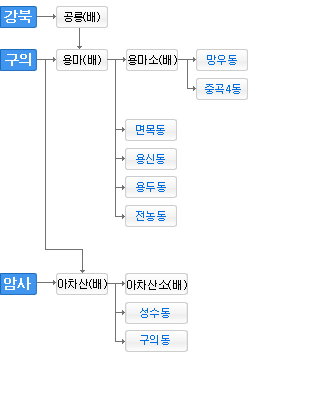 강북 공릉(배)
구의 용마(배) 용마소(배) 망우동
중곡4동
면목동
용신동
용두동
전농동
암사 아차산(배) 아차산소(배)
성수동
구의동